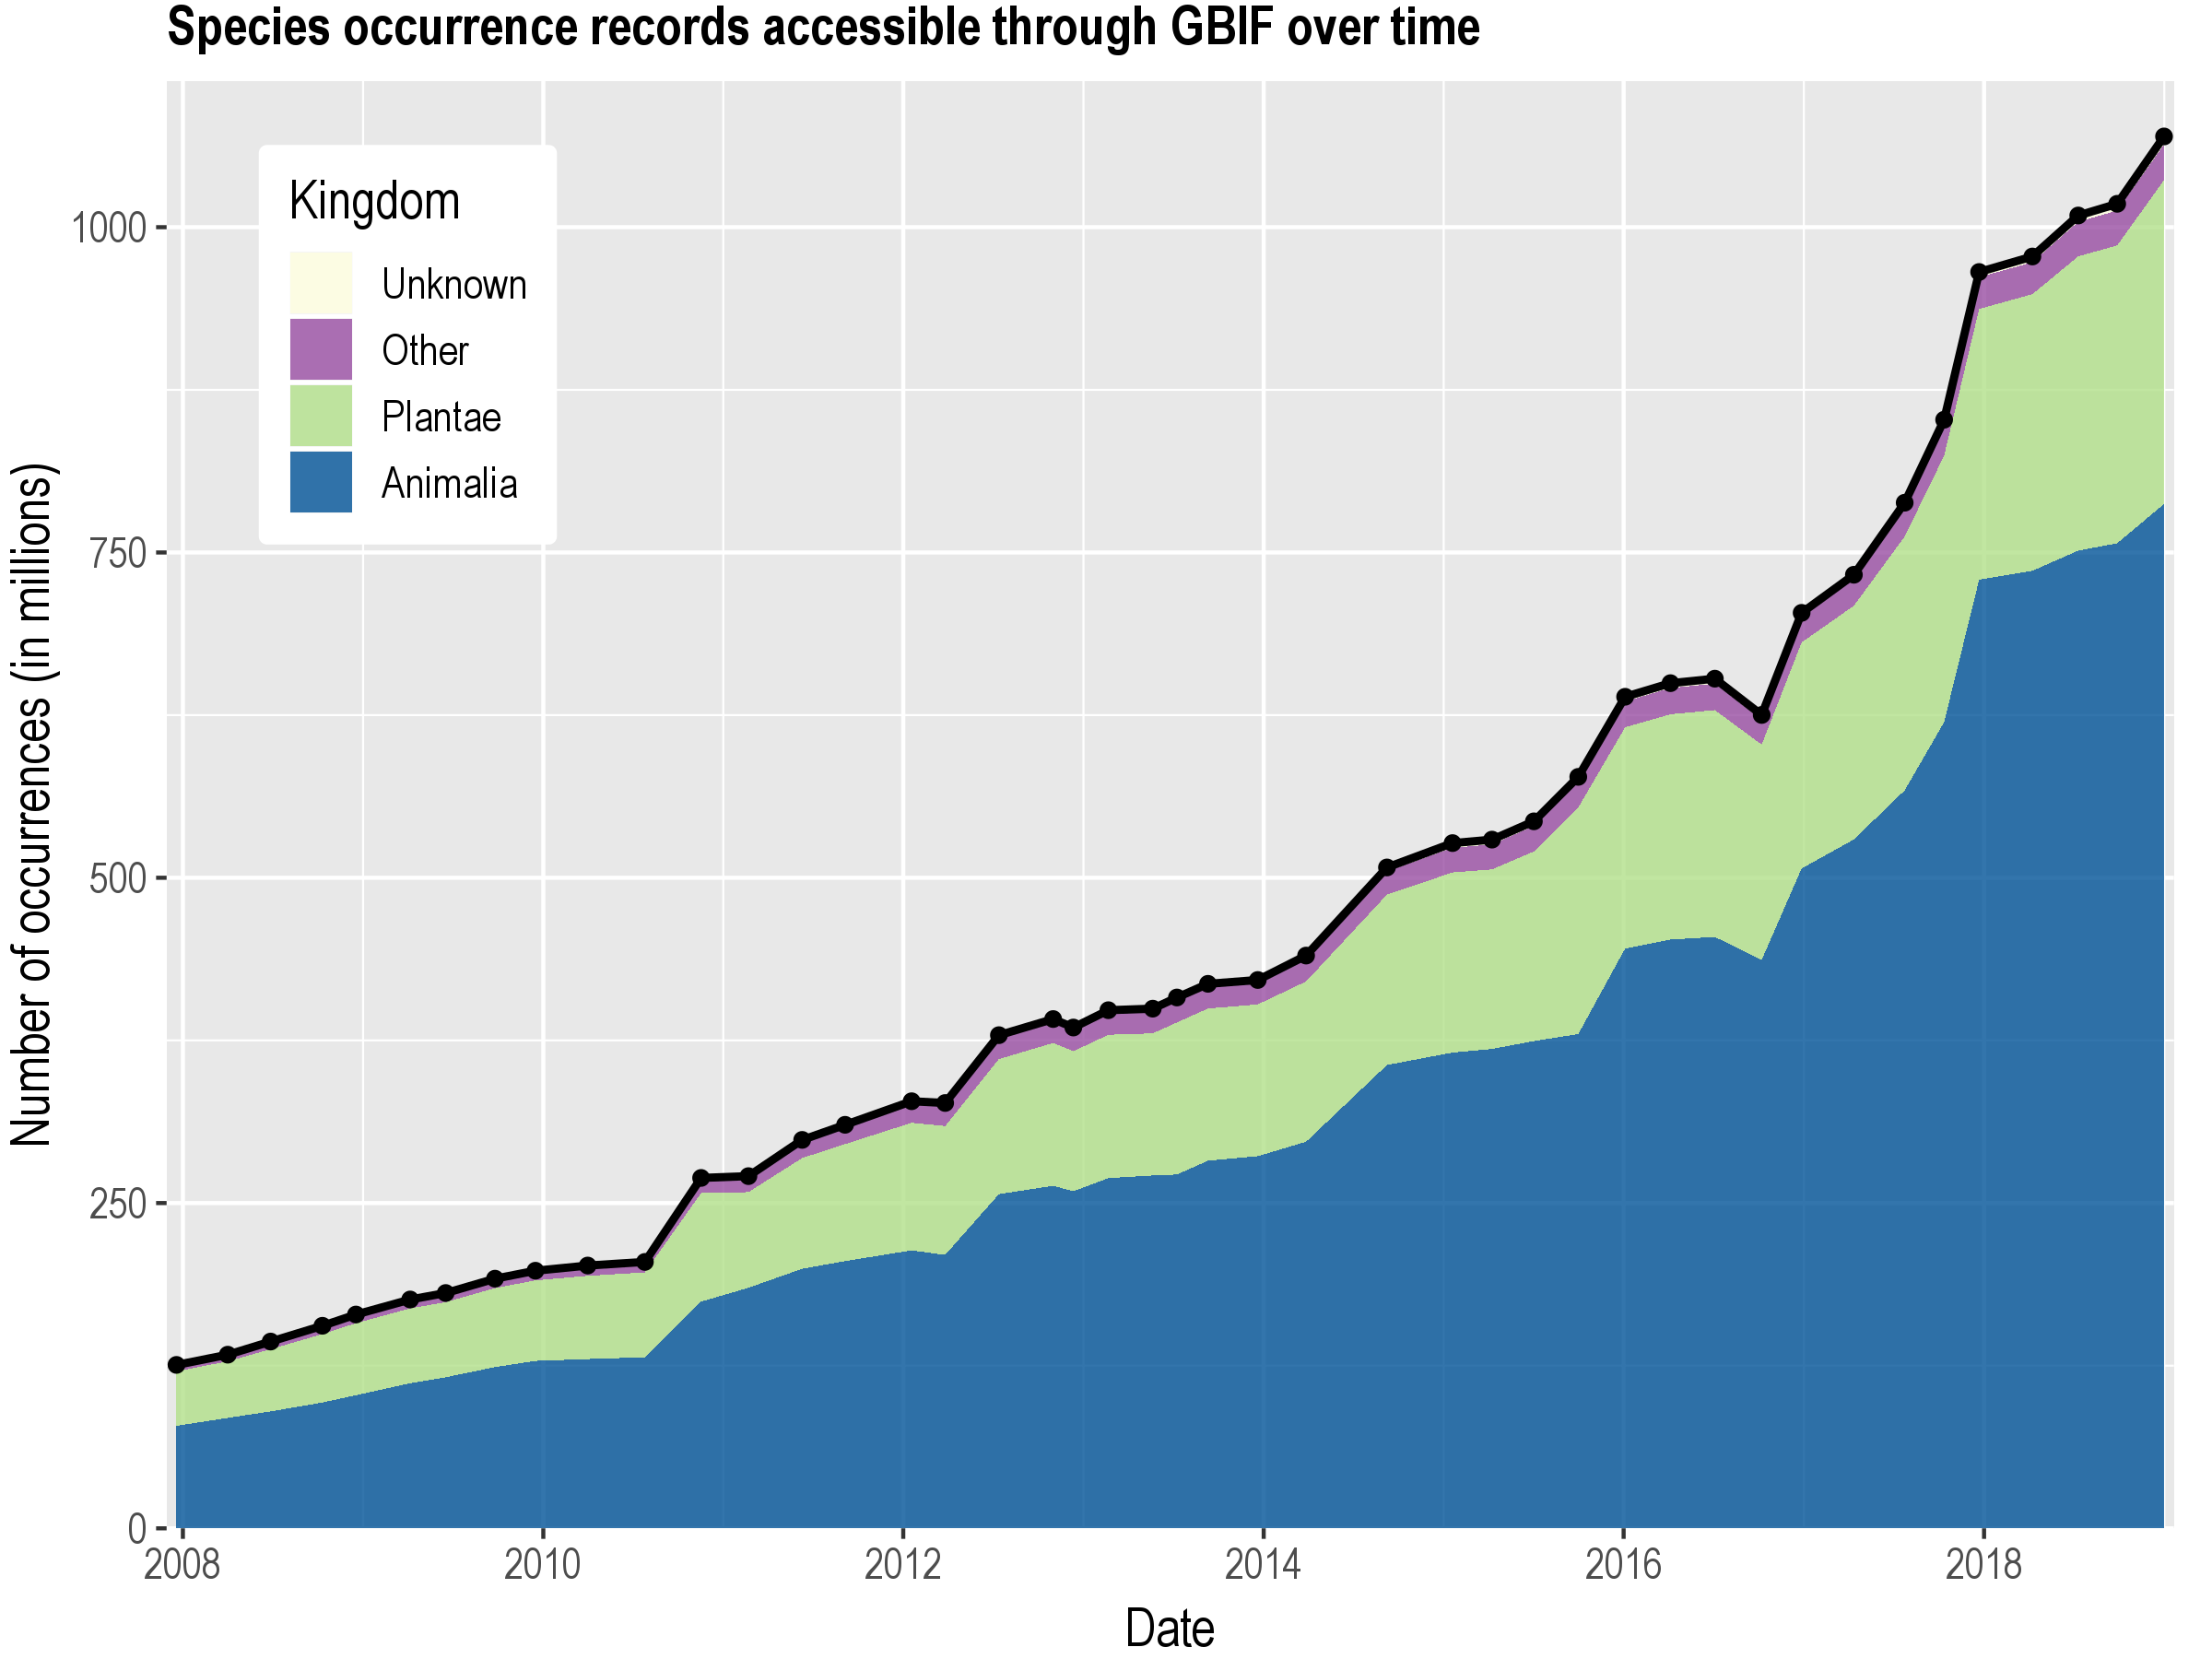 Species occurrence records accessible through GBIF over time
Number of occurrences (in millions)
1000
750
500
250
0
Kingdom
Unknown
Other
Plantae
Animalia
2008
2010
2012
2014
2016
2018
Date